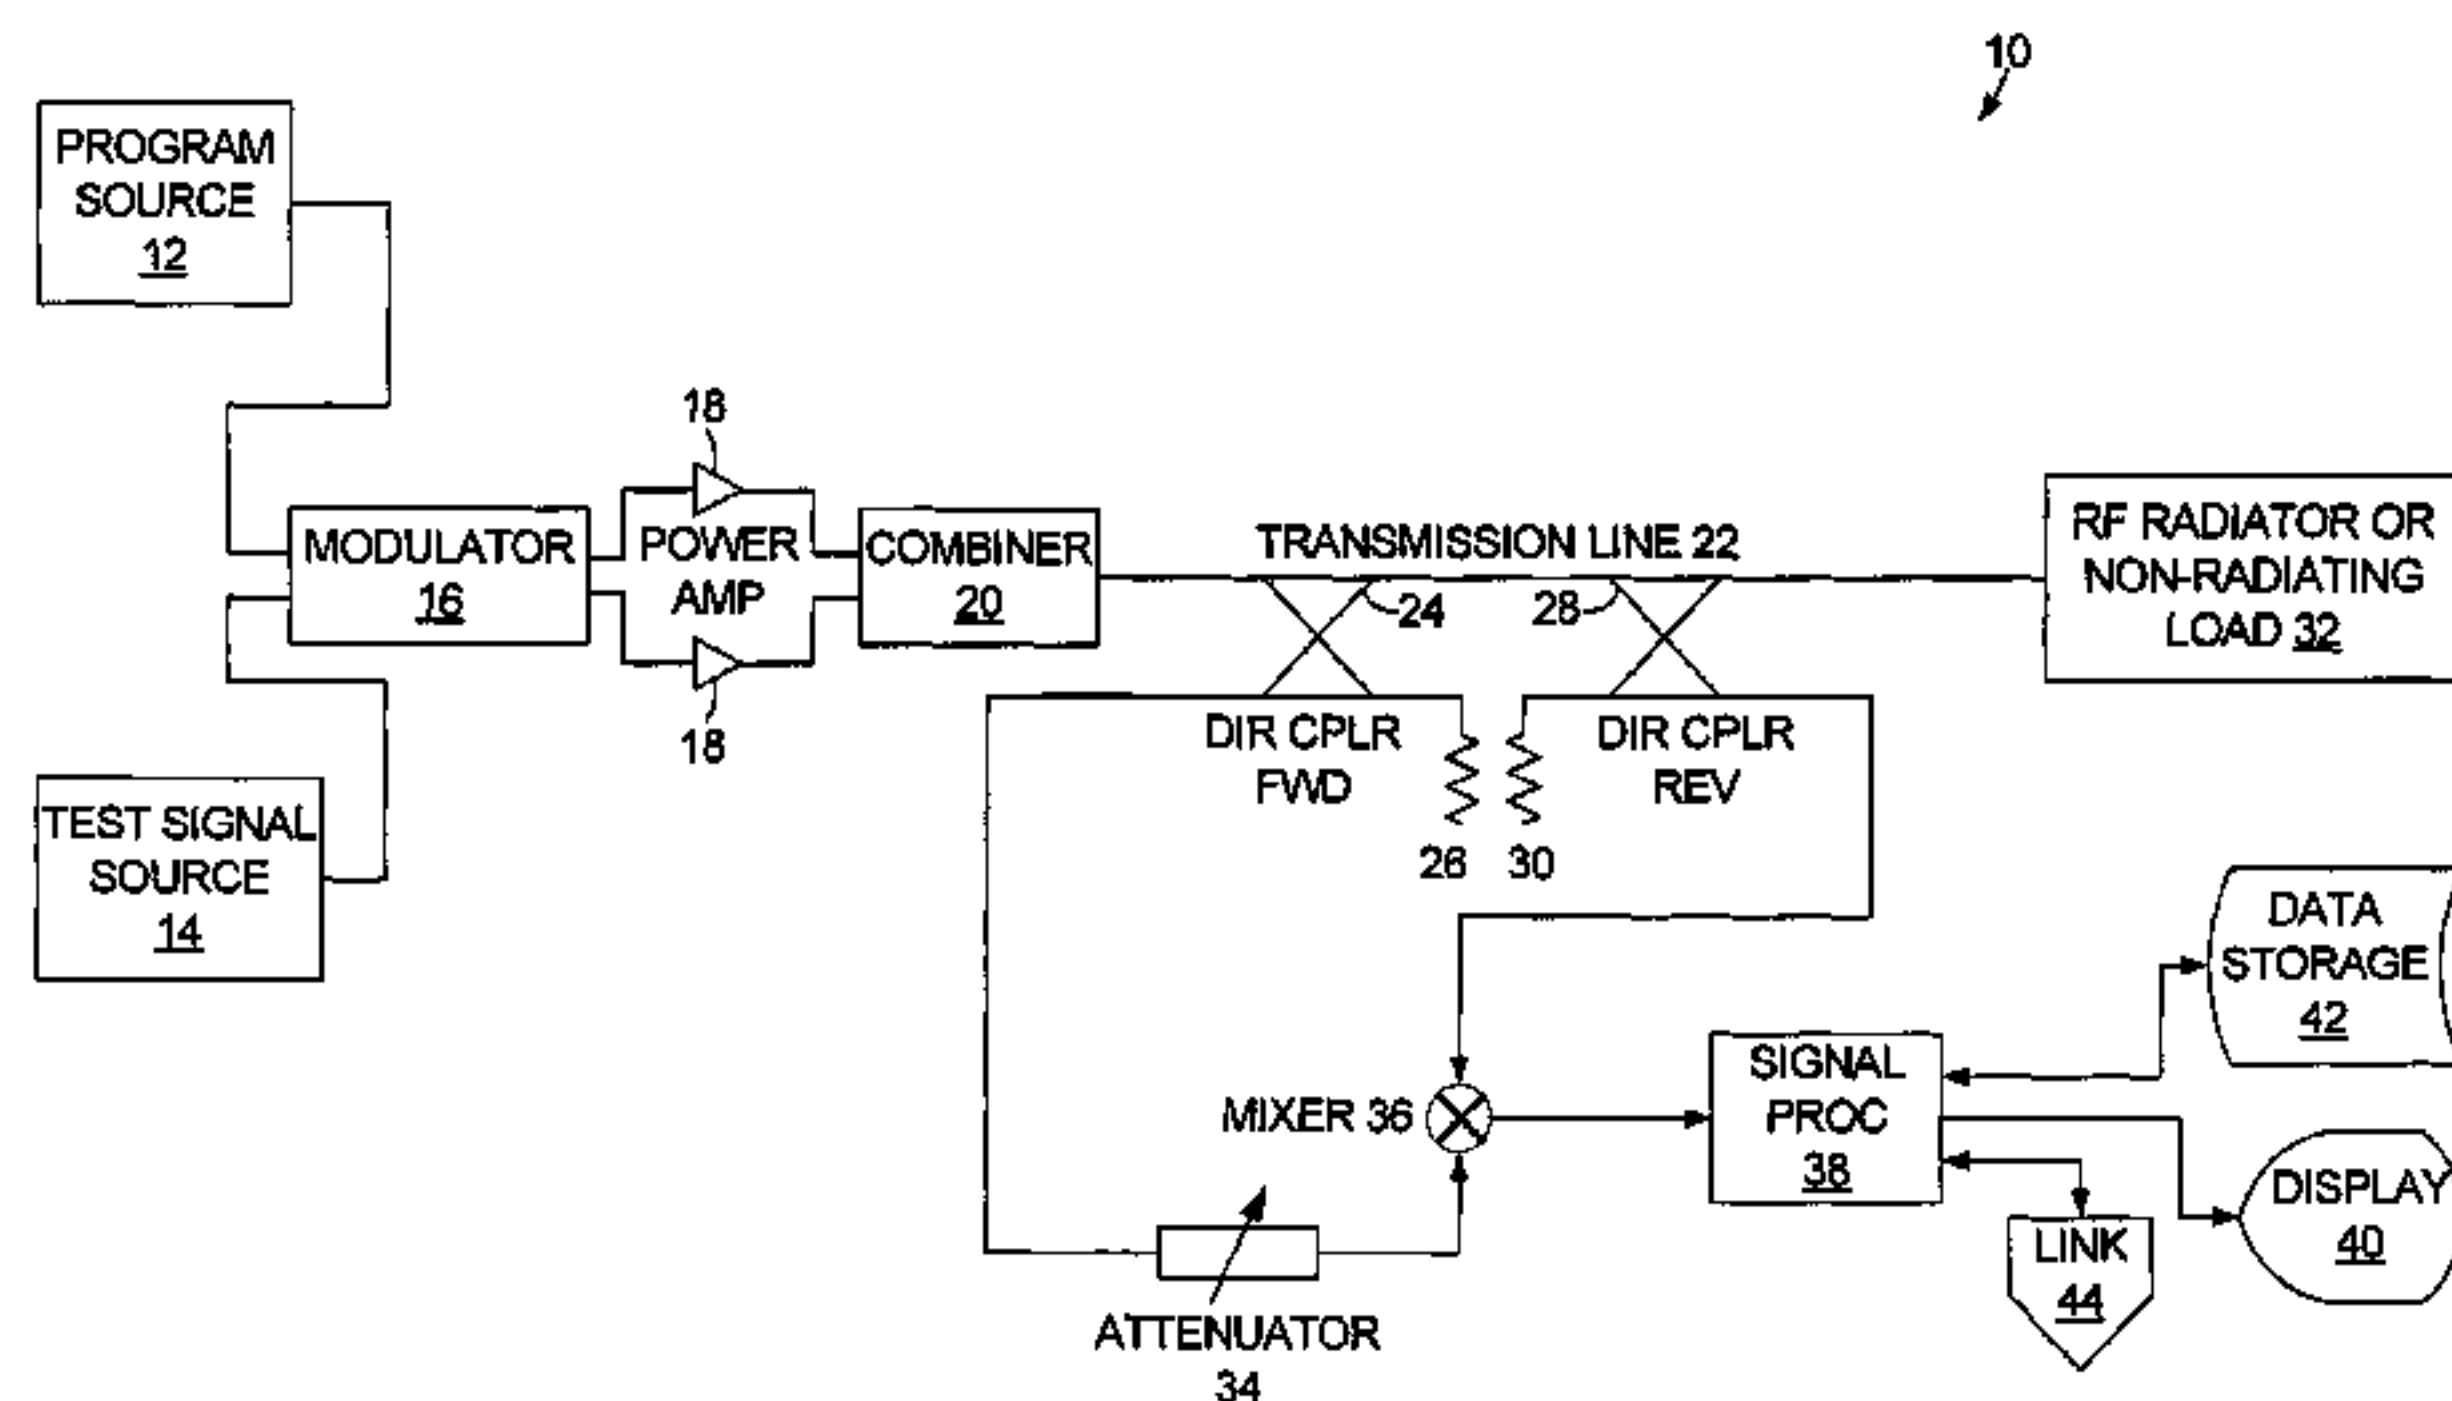 10
PROGRAM
SOURCE
12
18
MODULATOR
16
POWER
AMP
COMBINER
20
TRANSMISSION LINE 22
24
28
RF RADIATOR OR
NON-RADIATING
LOAD 32
18
DIR CPLR
FWD
26
30
DIR CPLR
REV
TEST SIGNAL
SOURCE
14
DATA
STORAGE
42
MIXER 36
SIGNAL
PROC
38
DISPLAY
40
LINK
44
ATTENUATOR
34